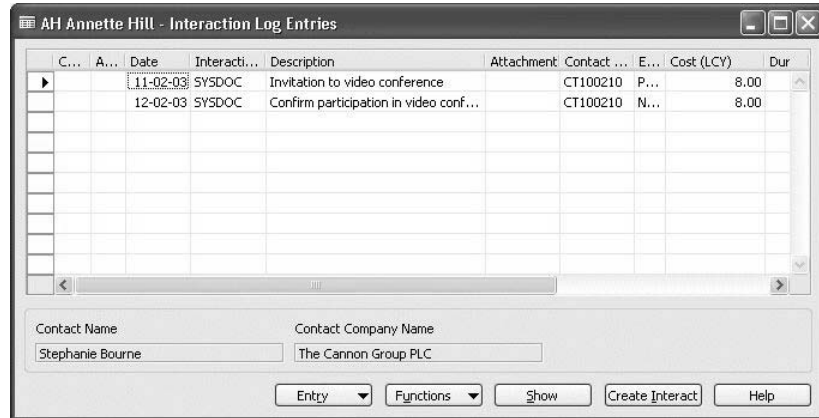 AH Annette Hill - Interaction Log Entries
C... A... Date Interacti... Description Attachment Contact ... E... Cost (LCY) Dur
11-02-03 SYSDOC Invitation to video conference CT100210 P... 8.00
12-02-03 SYSDOC Confirm participation in video conf... CT100210 N... 8.00
Contact Name Contact Company Name
Stephanie Bourne The Cannon Group PLC
Entry Functions Show Create Interact Help